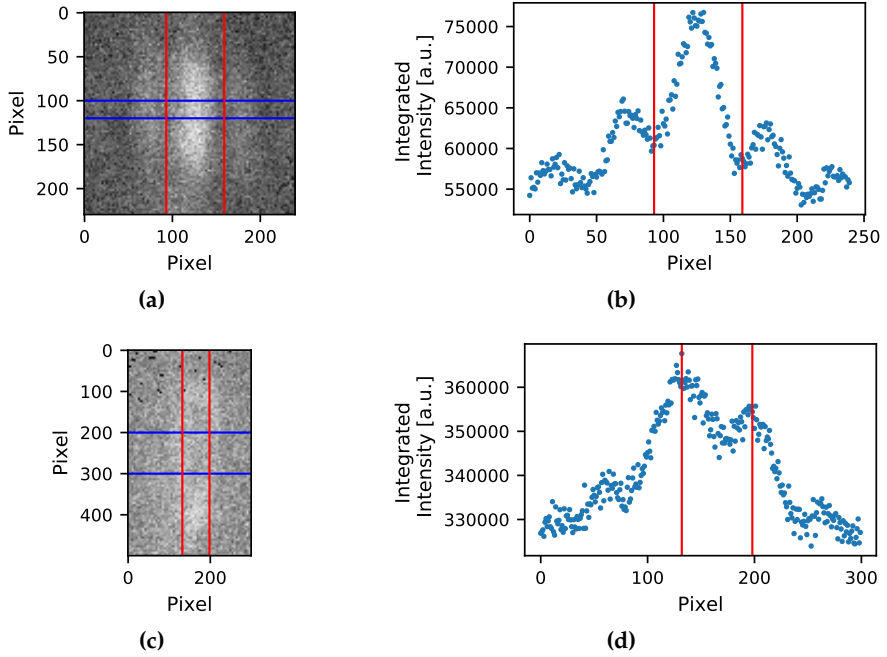 0
50
100
150
200
Pixel
0 100 200
Pixel
(a)
75000
70000
65000
60000
55000
Integrated
Intensity [a.u.]
0 50 100 150 200 250
Pixel
(b)
0
100
200
300
400
Pixel
0 200
Pixel
(c)
360000
350000
340000
330000
Integrated
Intensity [a.u.]
0 100 200 300
Pixel
(d)